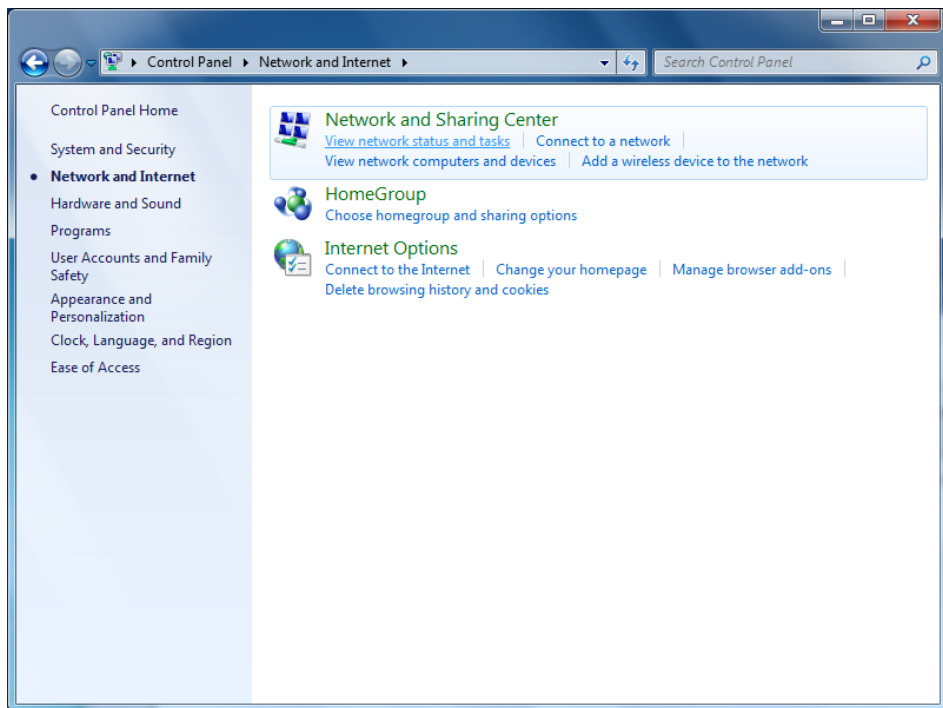 Control Panel Network and Internet Search Control Panel
Control Panel Home
System and Security
Network and Internet
Hardware and Sound
Programs
User Accounts and Family
Safety
Appearance and
Personalization
Clock, Language, and Region
Ease of Access
Network and Sharing Center
View network status and tasks Connect to a network
View network computers and devices Add a wireless device to the network
HomeGroup
Choose homegroup and sharing options
Internet Options
Connect to the Internet Change your homepage Manage browser add-ons
Delete browsing history and cookies